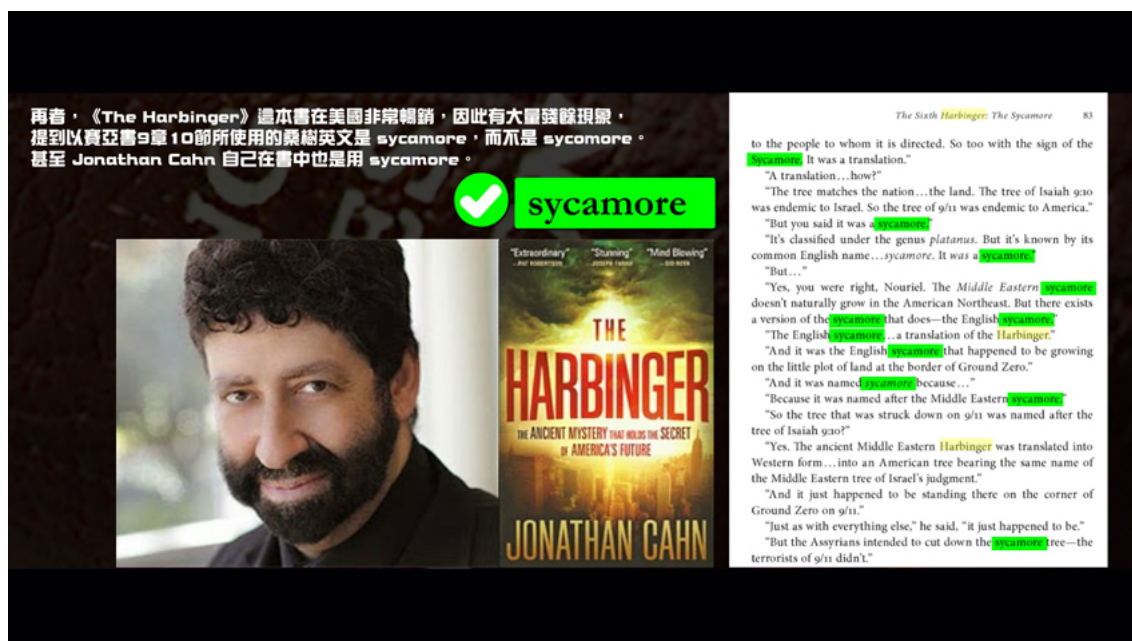 再者，《The Harbinger》這本書在美國非常暢銷，因此有大量殘餘現象，
提到以賽亞書9章10節所使用的桑樹英文是 sycamore，而不是 sycomore。
甚至 Jonathan Cahn 自己在書中也是用 sycamore。
sycamore
"Extraordinary" "Stunning" "Mind Blowing"
—PAT ROBERTSON —JOSEPH FARAH —SID ROTH
THE
HARBINGER
THE ANCIENT MYSTERY THAT HOLDS THE SECRET
OF AMERICA'S FUTURE
JONATHAN CAHN
The Sixth Harbinger: The Sycamore 83
to the people to whom it is directed. So too with the sign of the
Sycamore. It was a translation."
"A translation…how?"
"The tree matches the nation…the land. The tree of Isaiah 9:10
was endemic to Israel. So the tree of 9/11 was endemic to America."
"But you said it was a sycamore."
"It's classified under the genus platanus. But it's known by its
common English name…sycamore. It was a sycamore."
"But…"
"Yes, you were right, Nouriel. The Middle Eastern sycamore
doesn't naturally grow in the American Northeast. But there exists
a version of the sycamore that does—the English sycamore."
"The English sycamore…a translation of the Harbinger."
"And it was the English sycamore that happened to be growing
on the little plot of land at the border of Ground Zero."
"And it was named sycamore because…"
"Because it was named after the Middle Eastern sycamore."
"So the tree that was struck down on 9/11 was named after the
tree of Isaiah 9:10?"
"Yes. The ancient Middle Eastern Harbinger was translated into
Western form…into an American tree bearing the same name of
the Middle Eastern tree of Israel's judgment."
"And it just happened to be standing there on the corner of
Ground Zero on 9/11."
"Just as with everything else," he said, "it just happened to be."
"But the Assyrians intended to cut down the sycamore tree—the
terrorists of 9/11 didn't."